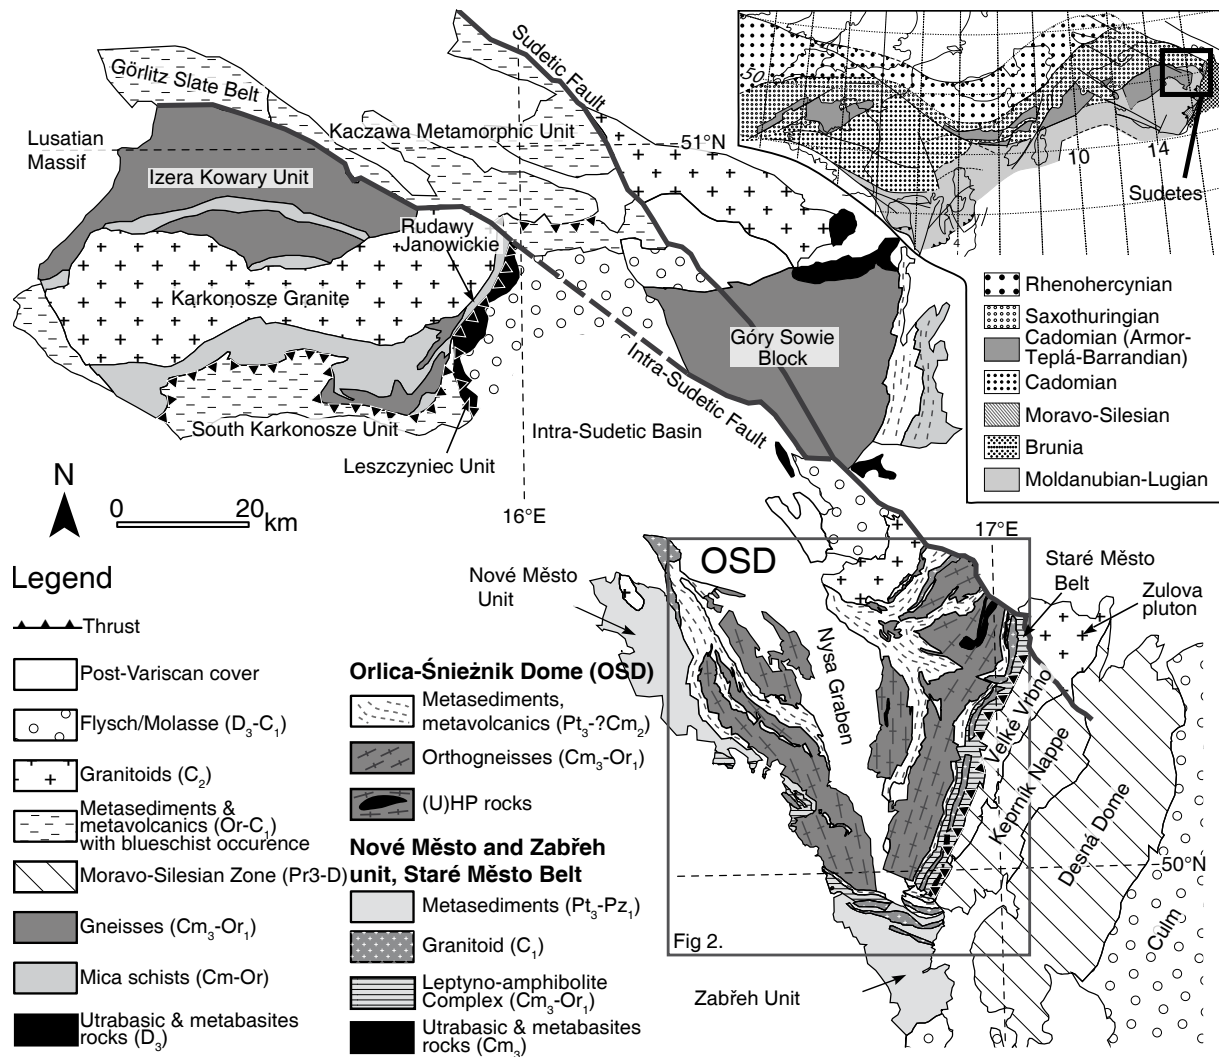 Görlitz Slate Belt
Sudetic Fault
Lusatian
Massif
Kaczawa Metamorphic Unit
51°N
Izera Kowary Unit
Rudawy
Janowickie
Karkonosze Granite
Góry Sowie
Block
Intra-Sudetic Fault
South Karkonosze Unit
Intra-Sudetic Basin
Leszczyniec Unit
N
0
20
km
16°E
50
10
14
4
Sudetes
Rhenohercynian
Saxothuringian
Cadomian (Armor-
Teplá-Barrandian)
Cadomian
Moravo-Silesian
Brunia
Moldanubian-Lugian
17°E
OSD
Nové Město
Unit
Staré Město
Belt
Zulova
pluton
Nysa Graben
Velké Vrbno
Keprník Nappe
Desná Dome
50°N
Culm
Fig 2.
Zabřeh Unit
Legend
Thrust
Post-Variscan cover
Flysch/Molasse (D3-C1)
Granitoids (C2)
Metasediments &
metavolcanics (Or-C1)
with blueschist occurence
Moravo-Silesian Zone (Pr3-D)
Gneisses (Cm3-Or1)
Mica schists (Cm-Or)
Utrabasic & metabasites
rocks (D3)
Orlica-Śnieżnik Dome (OSD)
Metasediments,
metavolcanics (Pt3-?Cm2)
Orthogneisses (Cm3-Or1)
(U)HP rocks
Nové Město and Zabřeh
unit, Staré Město Belt
Metasediments (Pt3-Pz1)
Granitoid (C1)
Leptyno-amphibolite
Complex (Cm3-Or1)
Utrabasic & metabasites
rocks (Cm3)